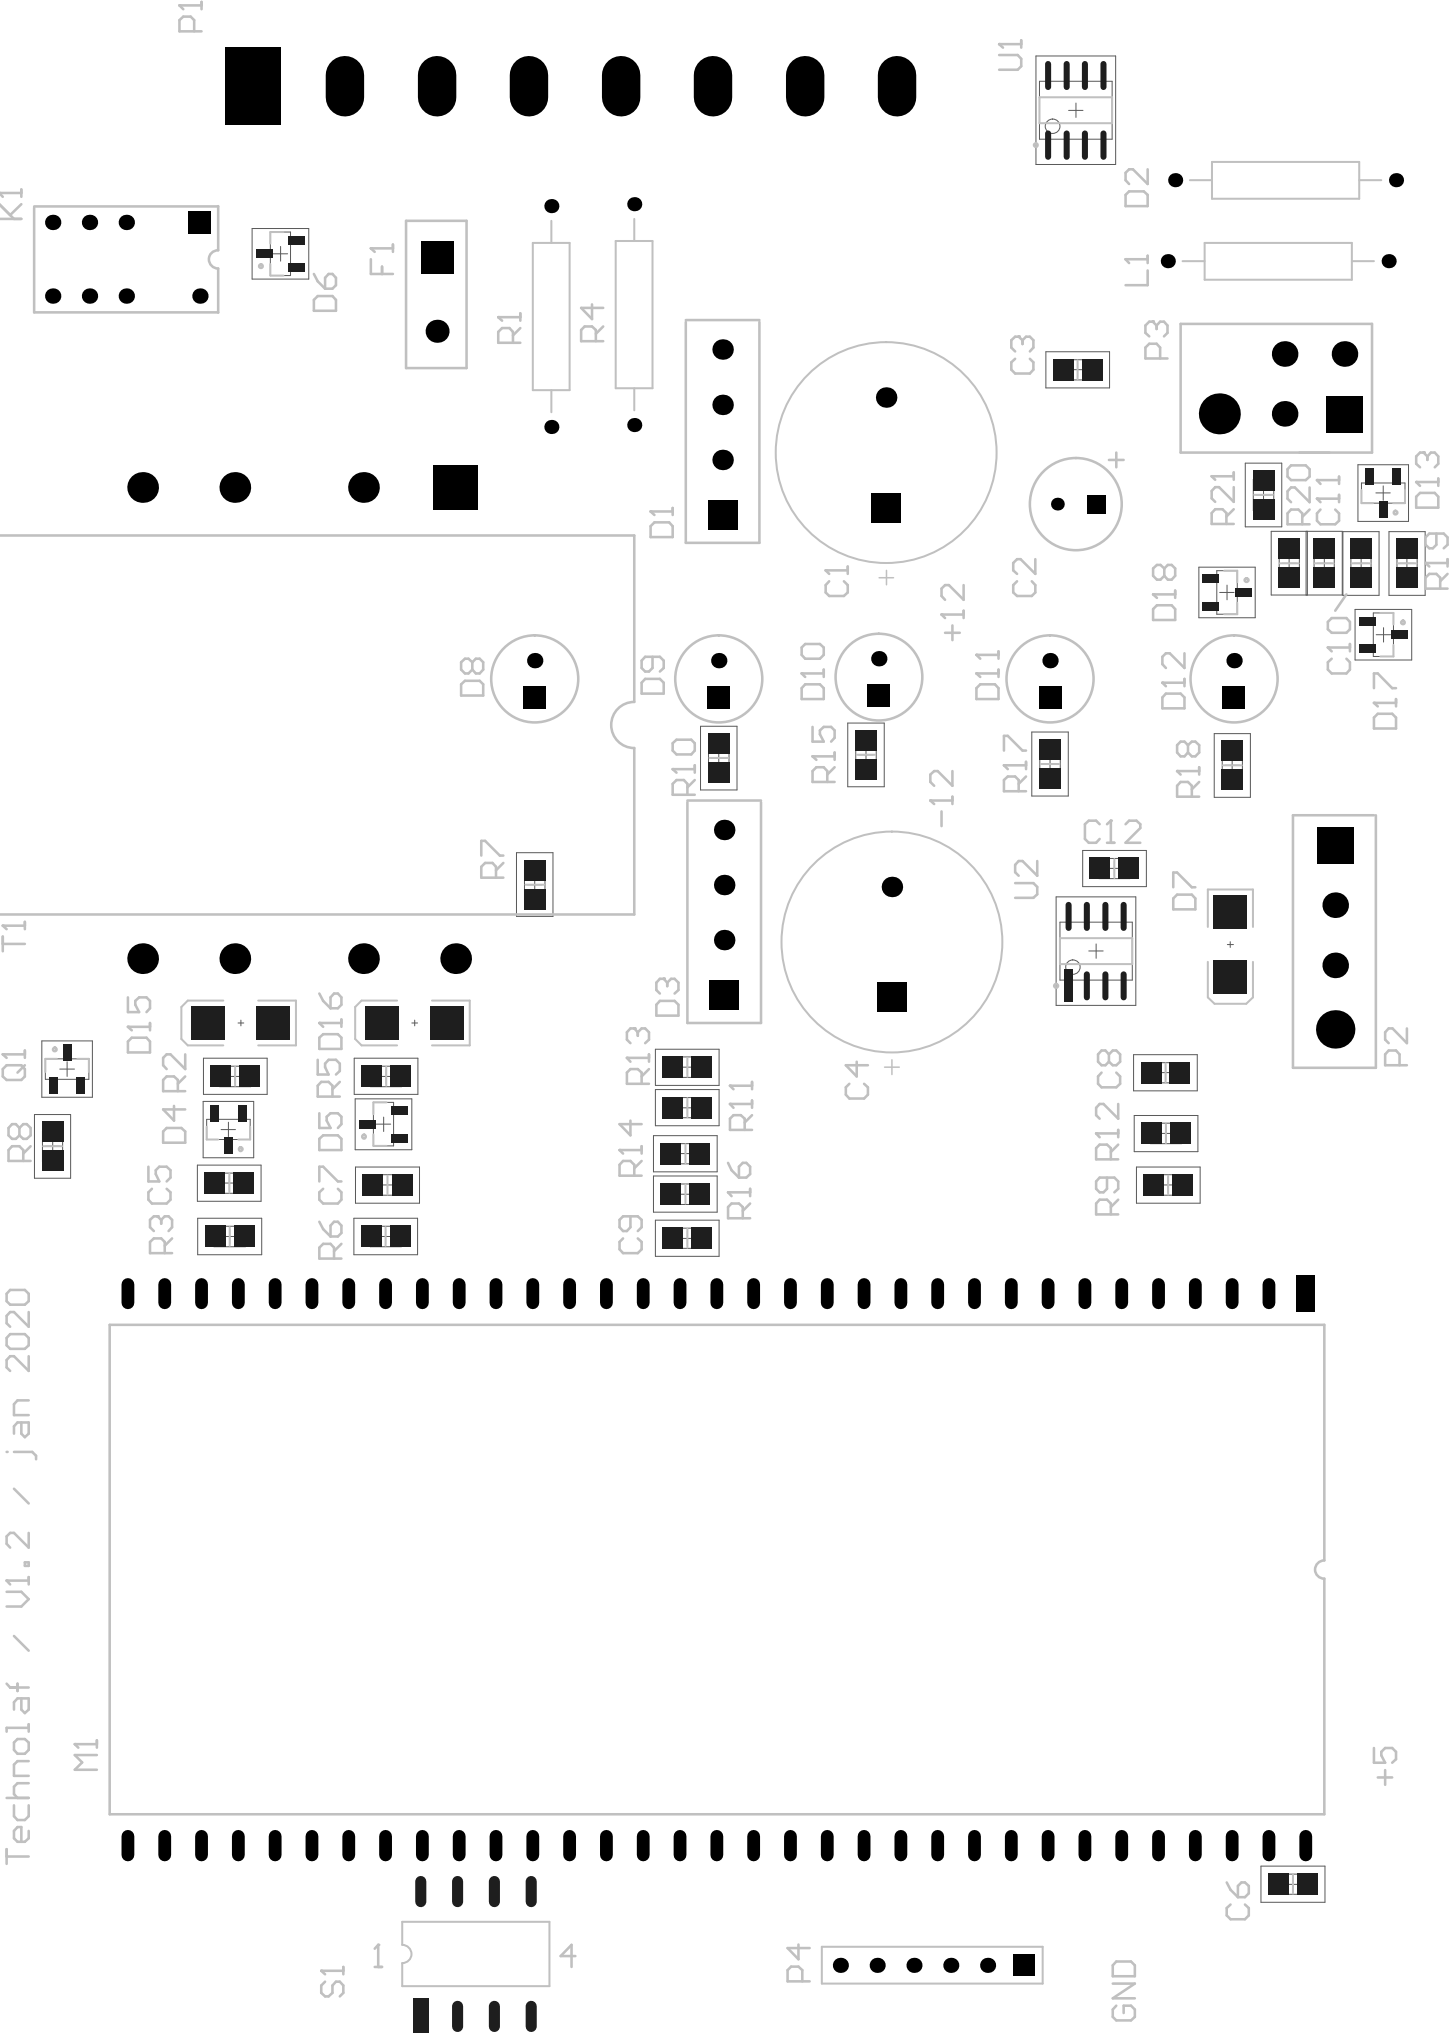 P1
U1
K1
D6
F1
R1
R4
D2
L1
C3
P3
D1
C1
+
+12
C2
+
R21
R20
C11
D13
R19
D18
C10
D17
D8
D9
D10
D11
D12
R10
R15
R17
R18
-12
R7
C12
U2
D7
T1
D15
D16
D3
C4
+
P2
Q1
R2
R5
R13
R11
C8
R8
D4
D5
R14
R12
C5
C7
R16
R9
R3
R6
C9
Technolaf / V1.2 / jan 2020
M1
+5
C6
S1
1
4
P4
GND